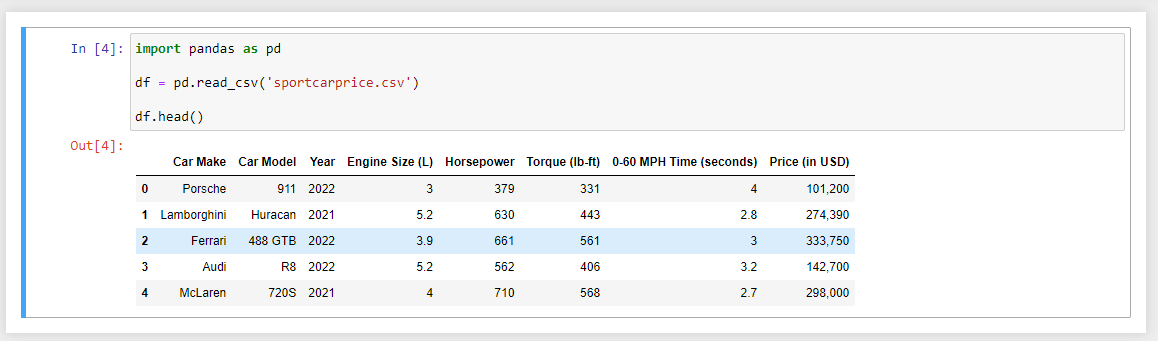 In [4]: import pandas as pd
df = pd.read_csv('sportcarprice.csv')
df.head()
Out[4]:
Car Make Car Model Year Engine Size (L) Horsepower Torque (lb-ft) 0-60 MPH Time (seconds) Price (in USD)
0 Porsche 911 2022 3 379 331 4 101,200
1 Lamborghini Huracan 2021 5.2 630 443 2.8 274,390
2 Ferrari 488 GTB 2022 3.9 661 561 3 333,750
3 Audi R8 2022 5.2 562 406 3.2 142,700
4 McLaren 720S 2021 4 710 568 2.7 298,000